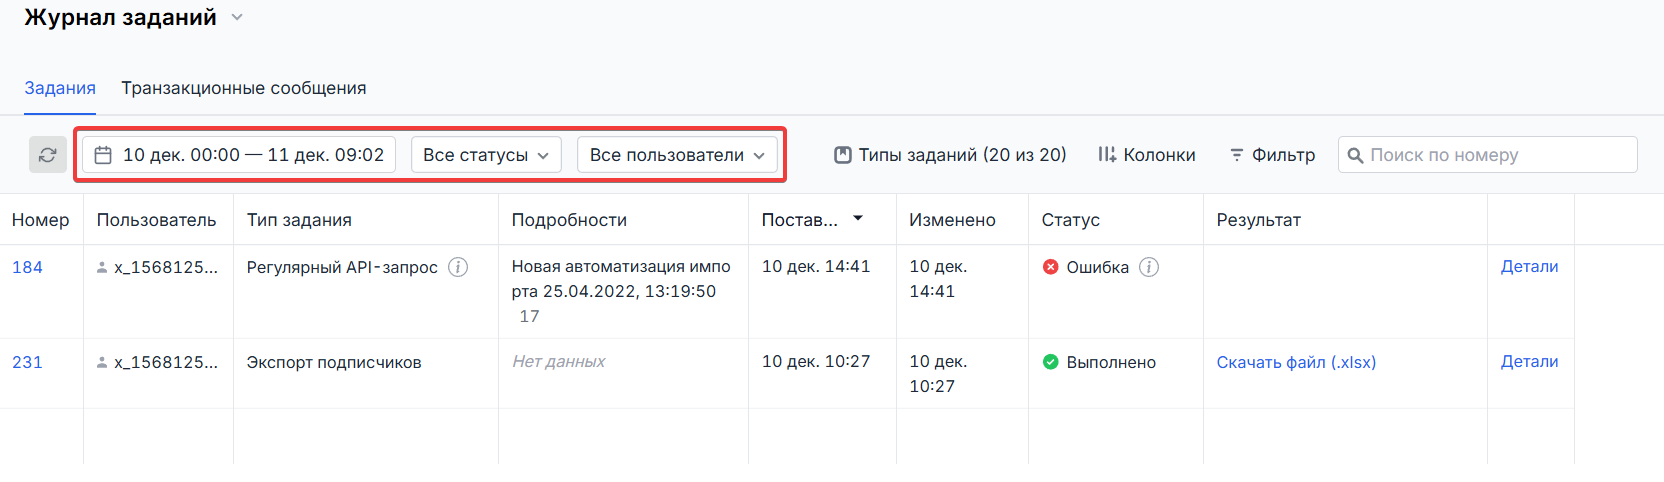 Журнал заданий
Задания Транзакционные сообщения
10 дек. 00:00 — 11 дек. 09:02 Все статусы Все пользователи Типы заданий (20 из 20) Колонки Фильтр Поиск по номеру
Номер Пользователь Тип задания Подробности Постав... Изменено Статус Результат
184 x_1568125... Регулярный API-запрос Новая автоматизация импо 10 дек. 14:41 10 дек. Ошибка Детали
рта 25.04.2022, 13:19:50 14:41
17
231 x_1568125... Экспорт подписчиков Нет данных 10 дек. 10:27 10 дек. Выполнено Скачать файл (.xlsx) Детали
10:27